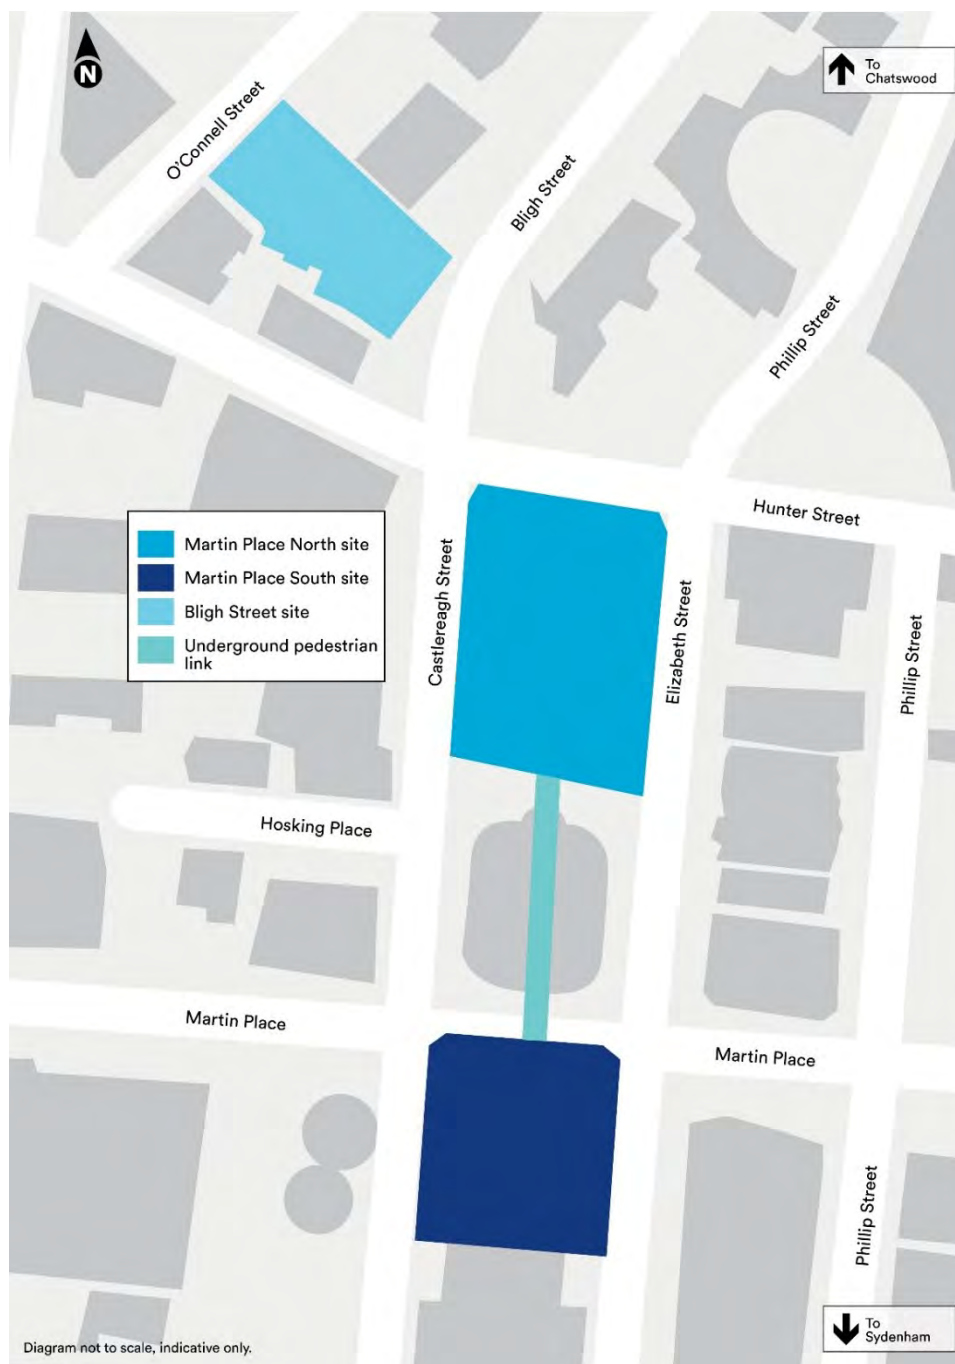 N
To
Chatswood
O'Connell Street
Bligh Street
Phillip Street
Hunter Street
Martin Place North site
Martin Place South site
Bligh Street site
Underground pedestrian
link
Castlereagh Street
Elizabeth Street
Phillip Street
Hosking Place
Martin Place
Martin Place
Phillip Street
To
Sydenham
Diagram not to scale, indicative only.